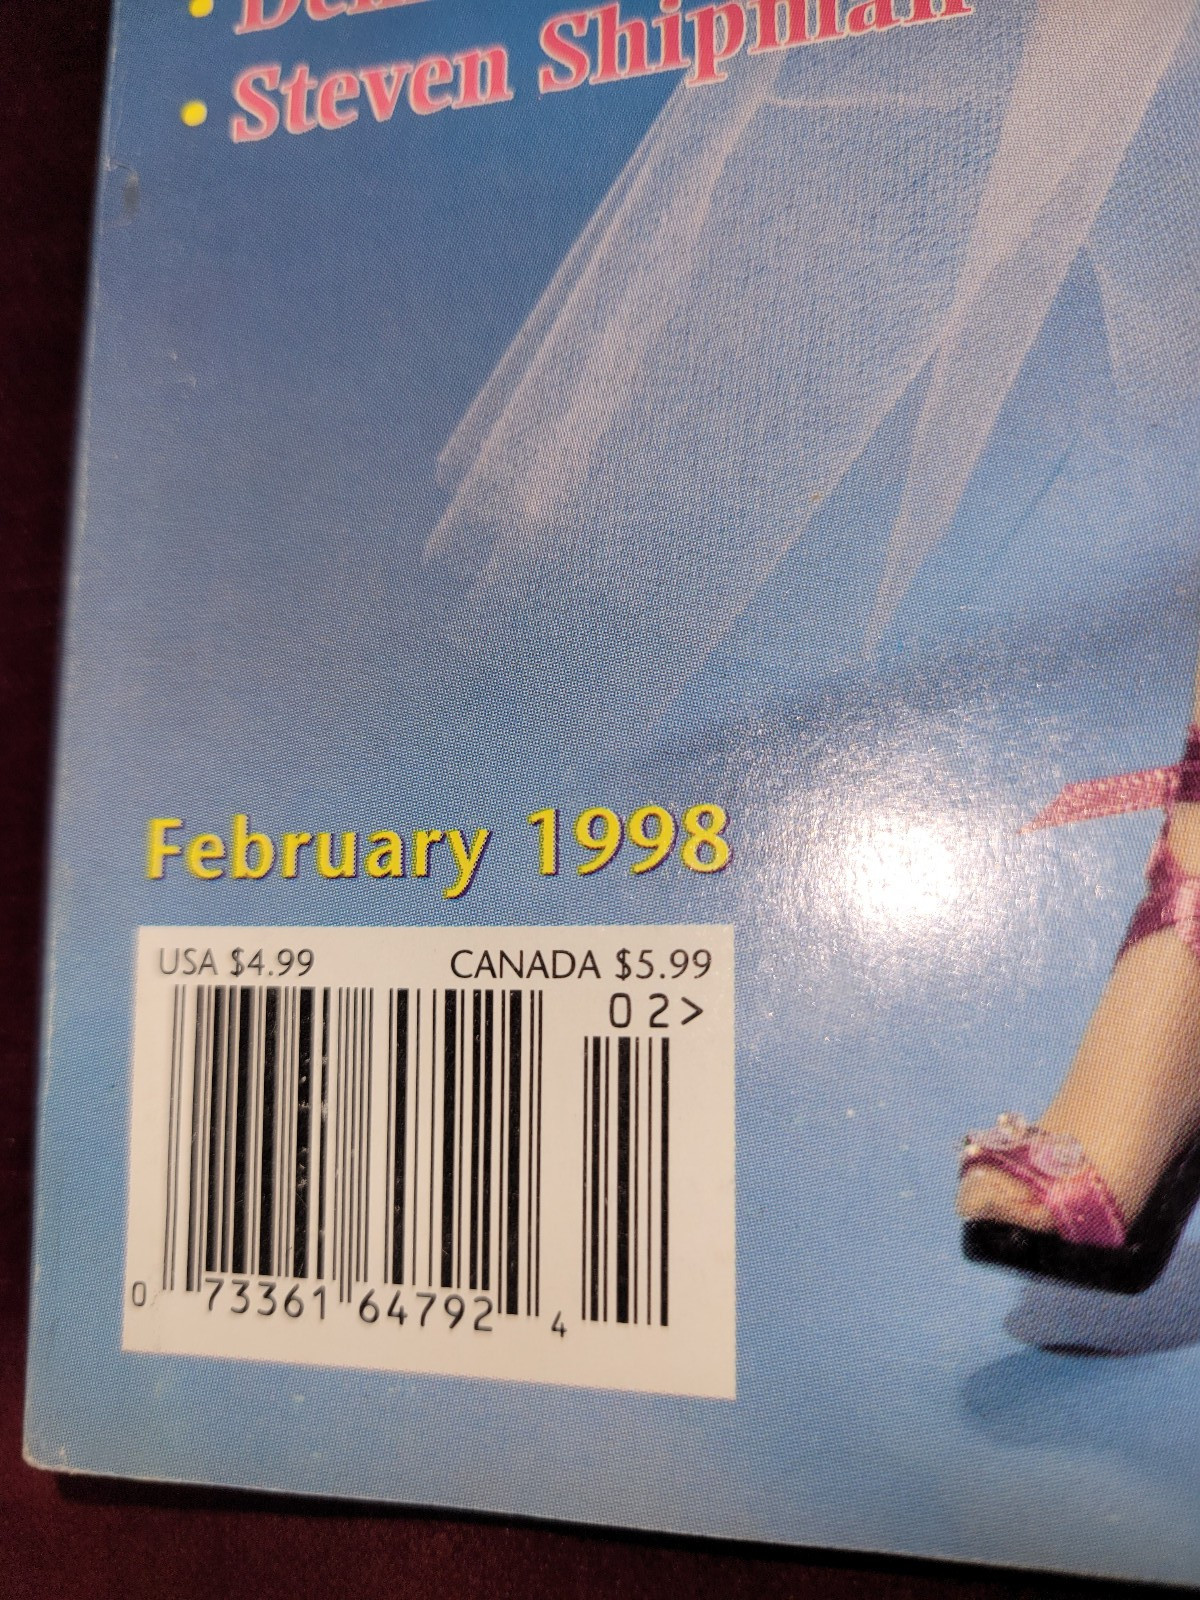 • Steven Shipman
February 1998
USA $4.99 CANADA $5.99
02>
0 73361 64792 4